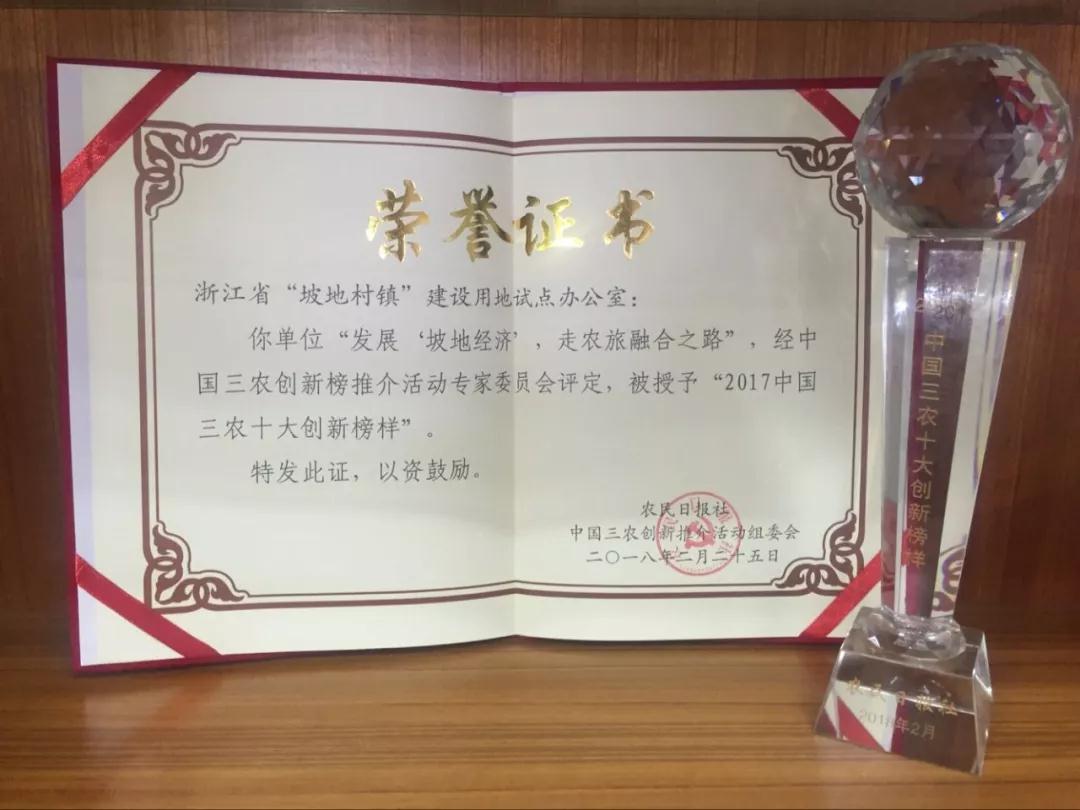 荣誉证书
浙江省“坡地村镇”建设用地试点办公室：
你单位“发展‘坡地经济’，走农旅融合之路”，经中
国三农创新榜推介活动专家委员会评定，被授予“2017中国
三农十大创新榜样”。
特发此证，以资鼓励。
农民日报社
中国三农创新推介活动组委会
二〇一八年二月二十五日
中国三农十大创新榜样
农民日报社
2018年2月